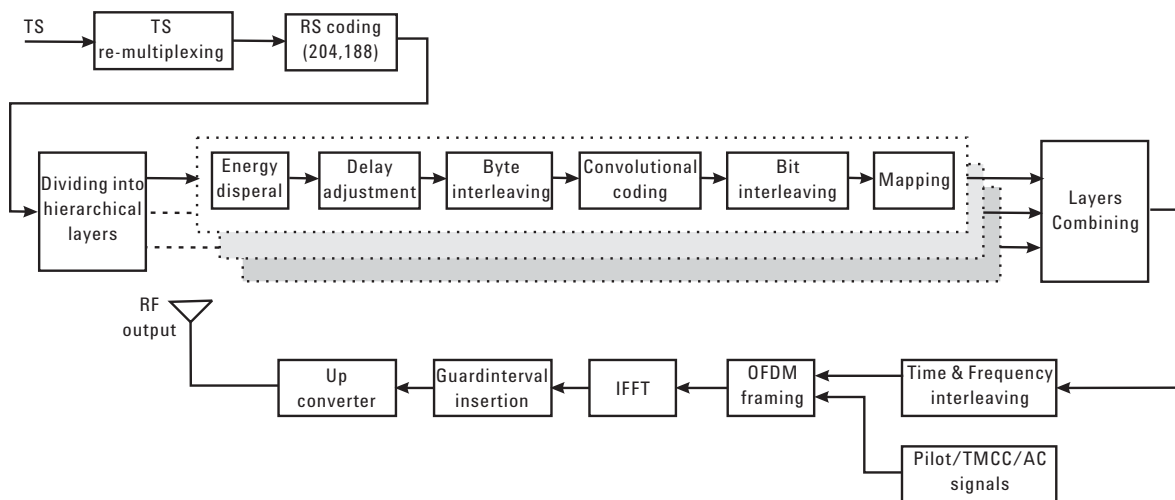 TS
TS
re-multiplexing
RS coding
(204,188)
Dividing into
hierarchical
layers
Energy
disperal
Delay
adjustment
Byte
interleaving
Convolutional
coding
Bit
interleaving
Mapping
Layers
Combining
RF
output
Up
converter
Guardinterval
insertion
IFFT
OFDM
framing
Time & Frequency
interleaving
Pilot/TMCC/AC
signals